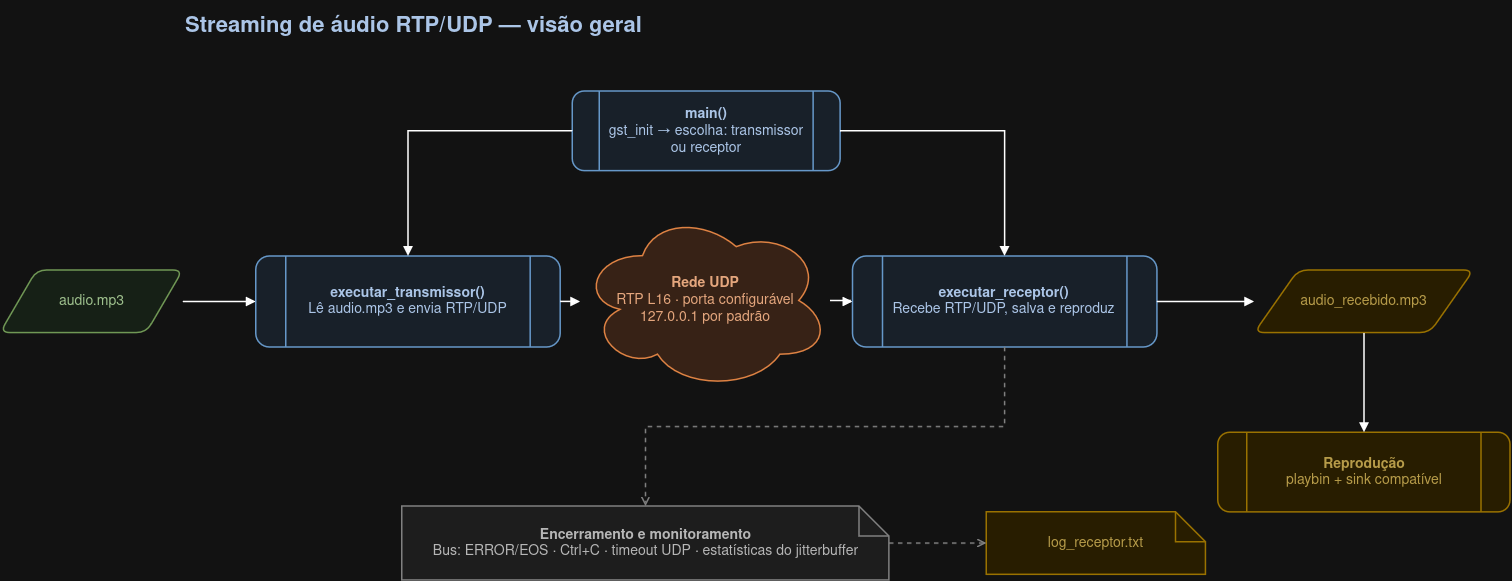 Streaming de áudio RTP/UDP — visão geral
main()
gst_init → escolha: transmissor
ou receptor
audio.mp3
executar_transmissor()
Lê audio.mp3 e envia RTP/UDP
Rede UDP
RTP L16 · porta configurável
127.0.0.1 por padrão
executar_receptor()
Recebe RTP/UDP, salva e reproduz
audio_recebido.mp3
Reprodução
playbin + sink compatível
Encerramento e monitoramento
Bus: ERROR/EOS · Ctrl+C · timeout UDP · estatísticas do jitterbuffer
log_receptor.txt